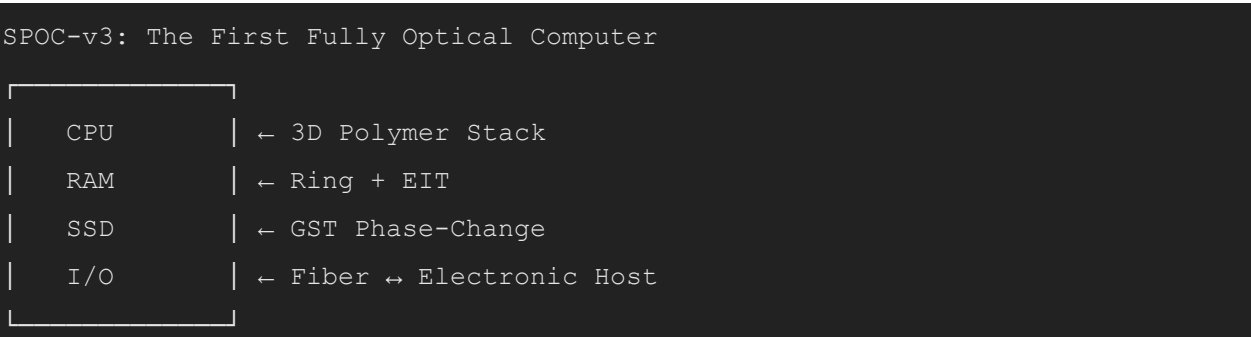 SPOC-v3: The First Fully Optical Computer
CPU ← 3D Polymer Stack
RAM ← Ring + EIT
SSD ← GST Phase-Change
I/O ← Fiber ↔ Electronic Host